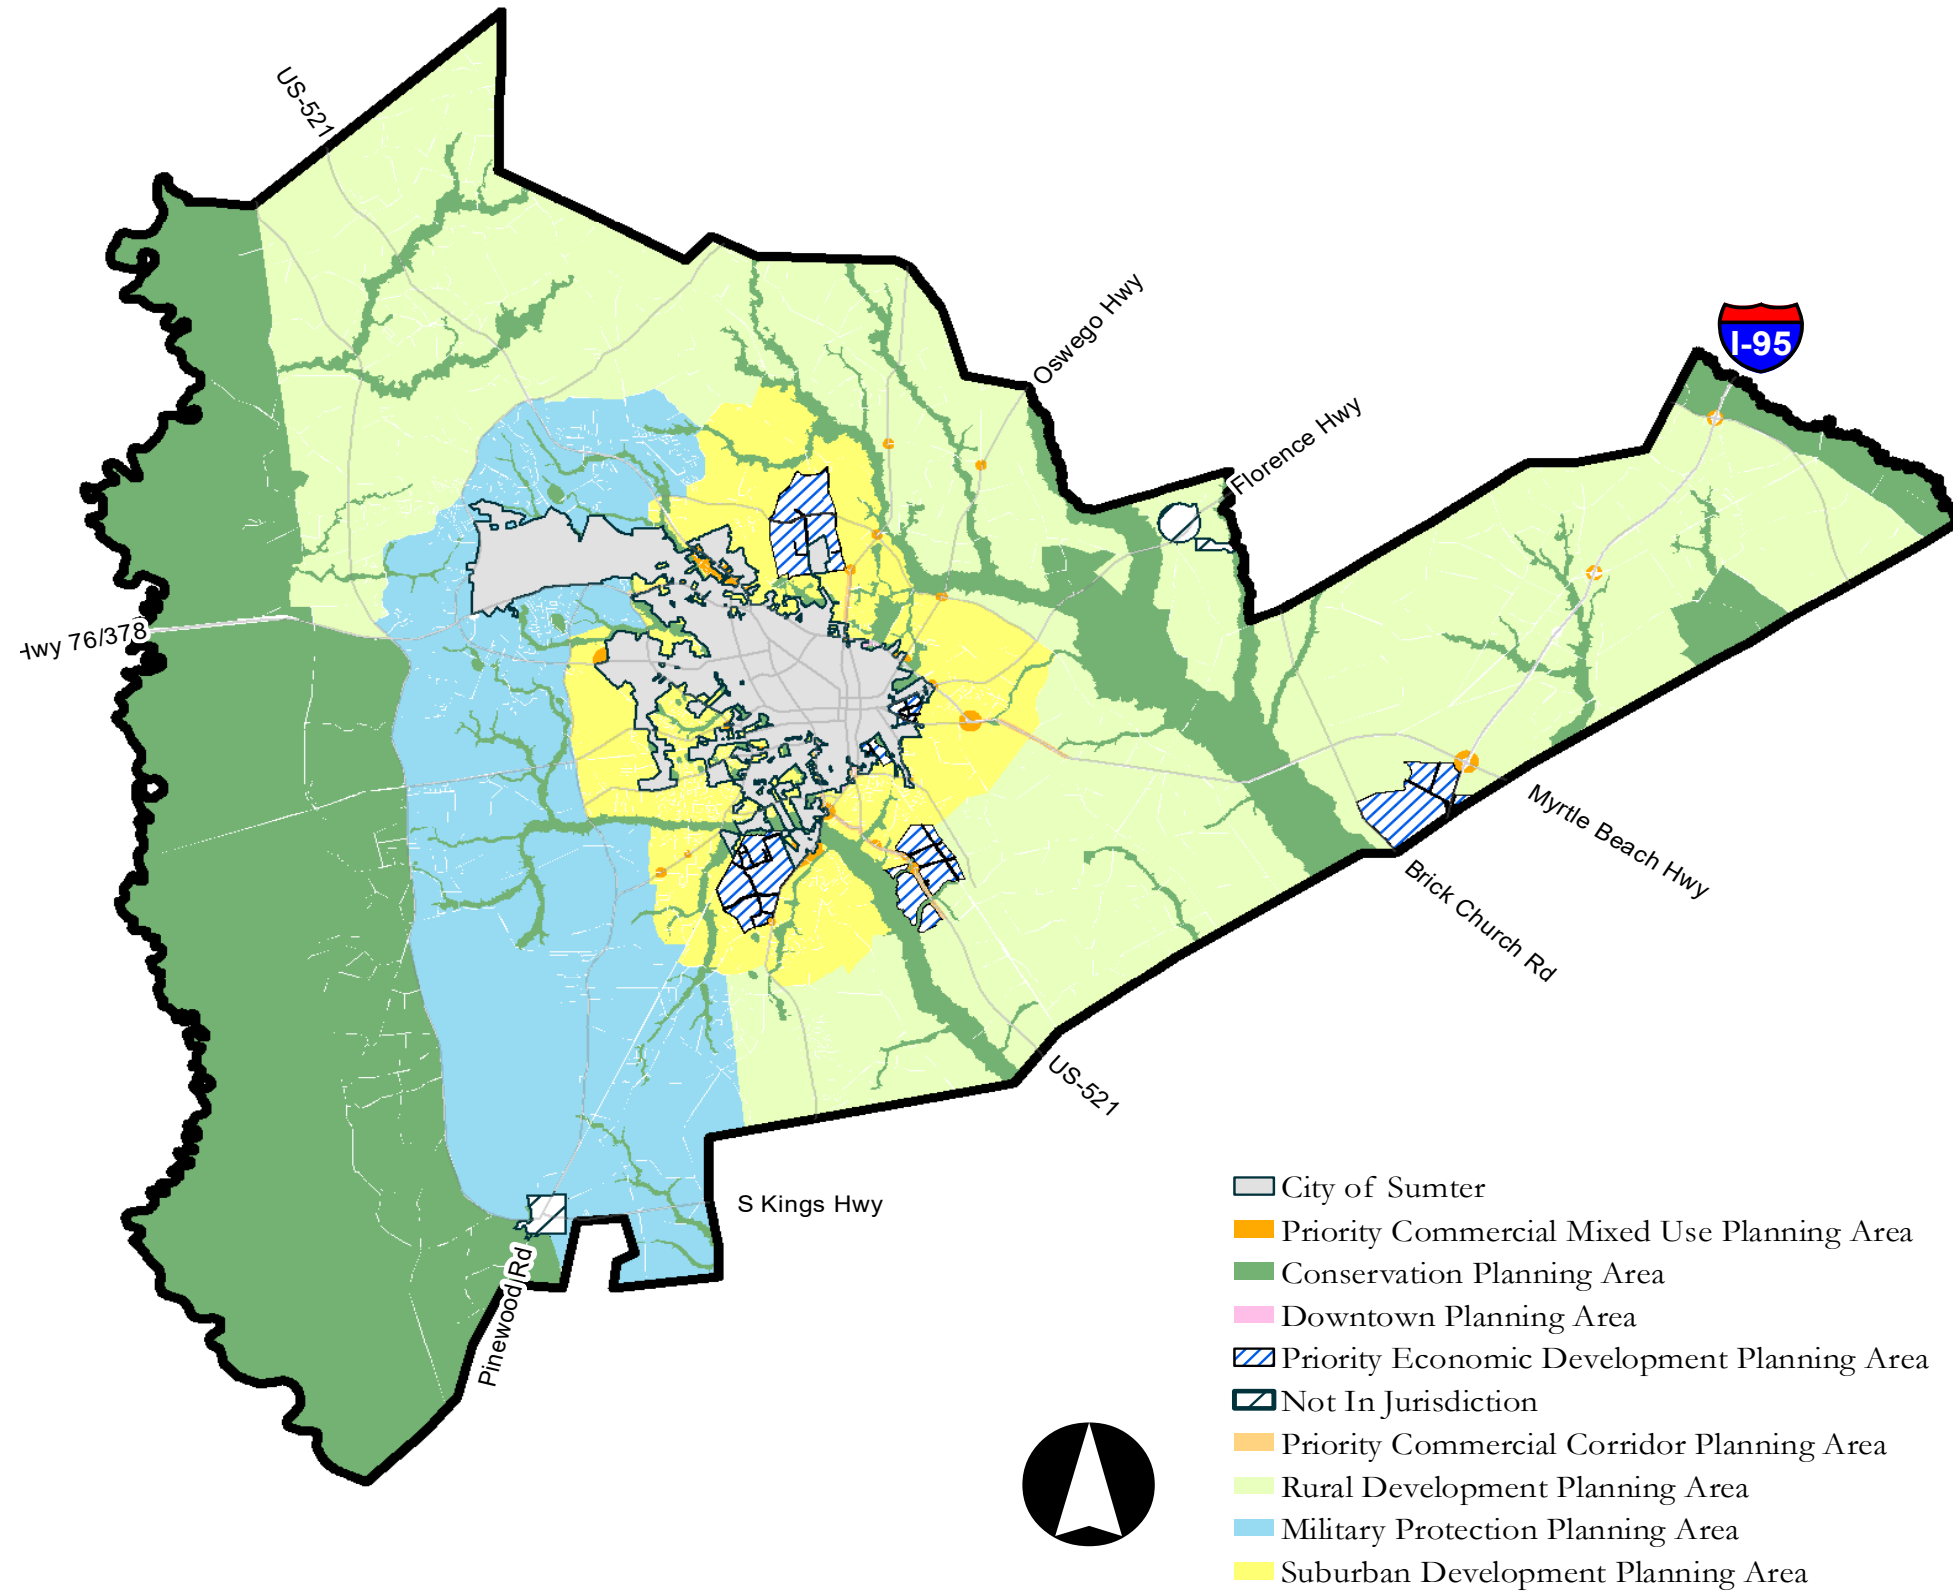 US-521
Oswego Hwy
I-95
Florence Hwy
Hwy 76/378
Myrtle Beach Hwy
Brick Church Rd
US-521
S Kings Hwy
Pinewood Rd
City of Sumter
Priority Commercial Mixed Use Planning Area
Conservation Planning Area
Downtown Planning Area
Priority Economic Development Planning Area
Not In Jurisdiction
Priority Commercial Corridor Planning Area
Rural Development Planning Area
Military Protection Planning Area
Suburban Development Planning Area